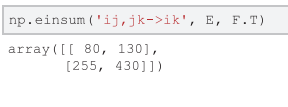 np.einsum('ij,jk->ik', E, F.T)
array([[ 80, 130],
       [255, 430]])